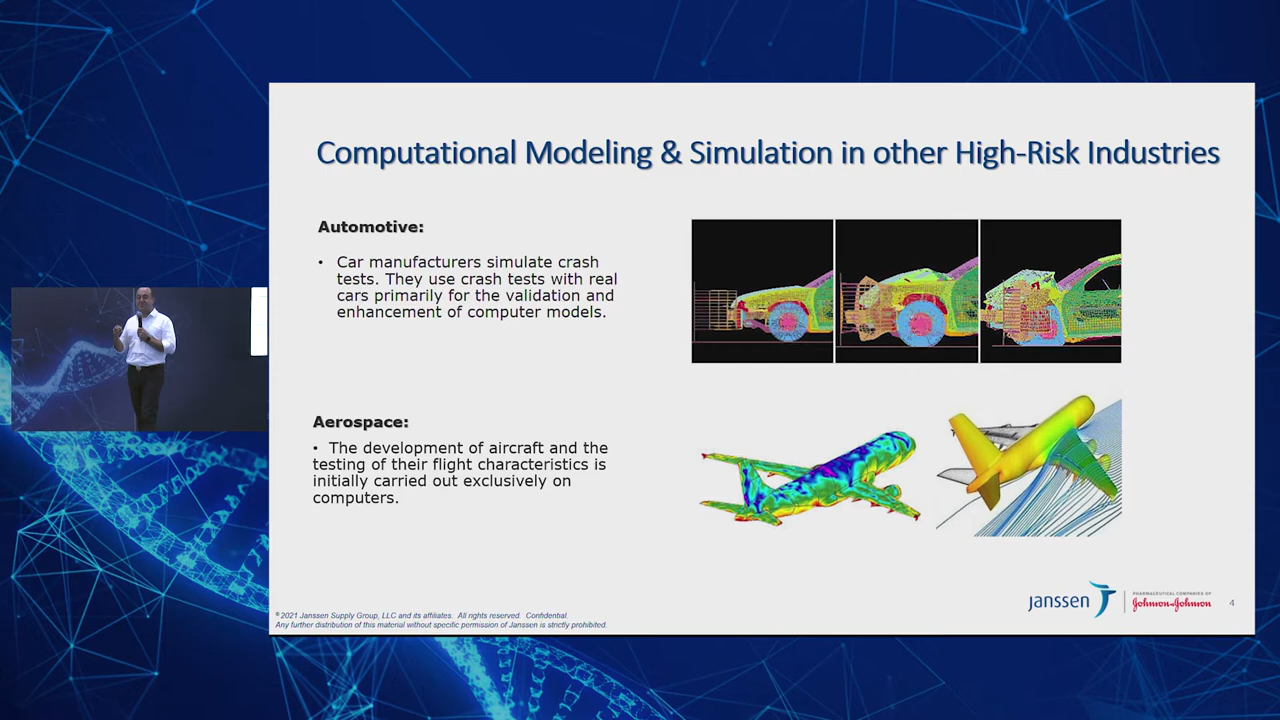 Computational Modeling & Simulation in other High-Risk Industries
Automotive:
• Car manufacturers simulate crash
tests. They use crash tests with real
cars primarily for the validation and
enhancement of computer models.
Aerospace:
• The development of aircraft and the
testing of their flight characteristics is
initially carried out exclusively on
computers.
© 2021 Janssen Supply Group, LLC and its affiliates. All rights reserved. Confidential.
Any further distribution of this material without specific permission of Janssen is strictly prohibited.
janssen
PHARMACEUTICAL COMPANIES OF
Johnson & Johnson
4